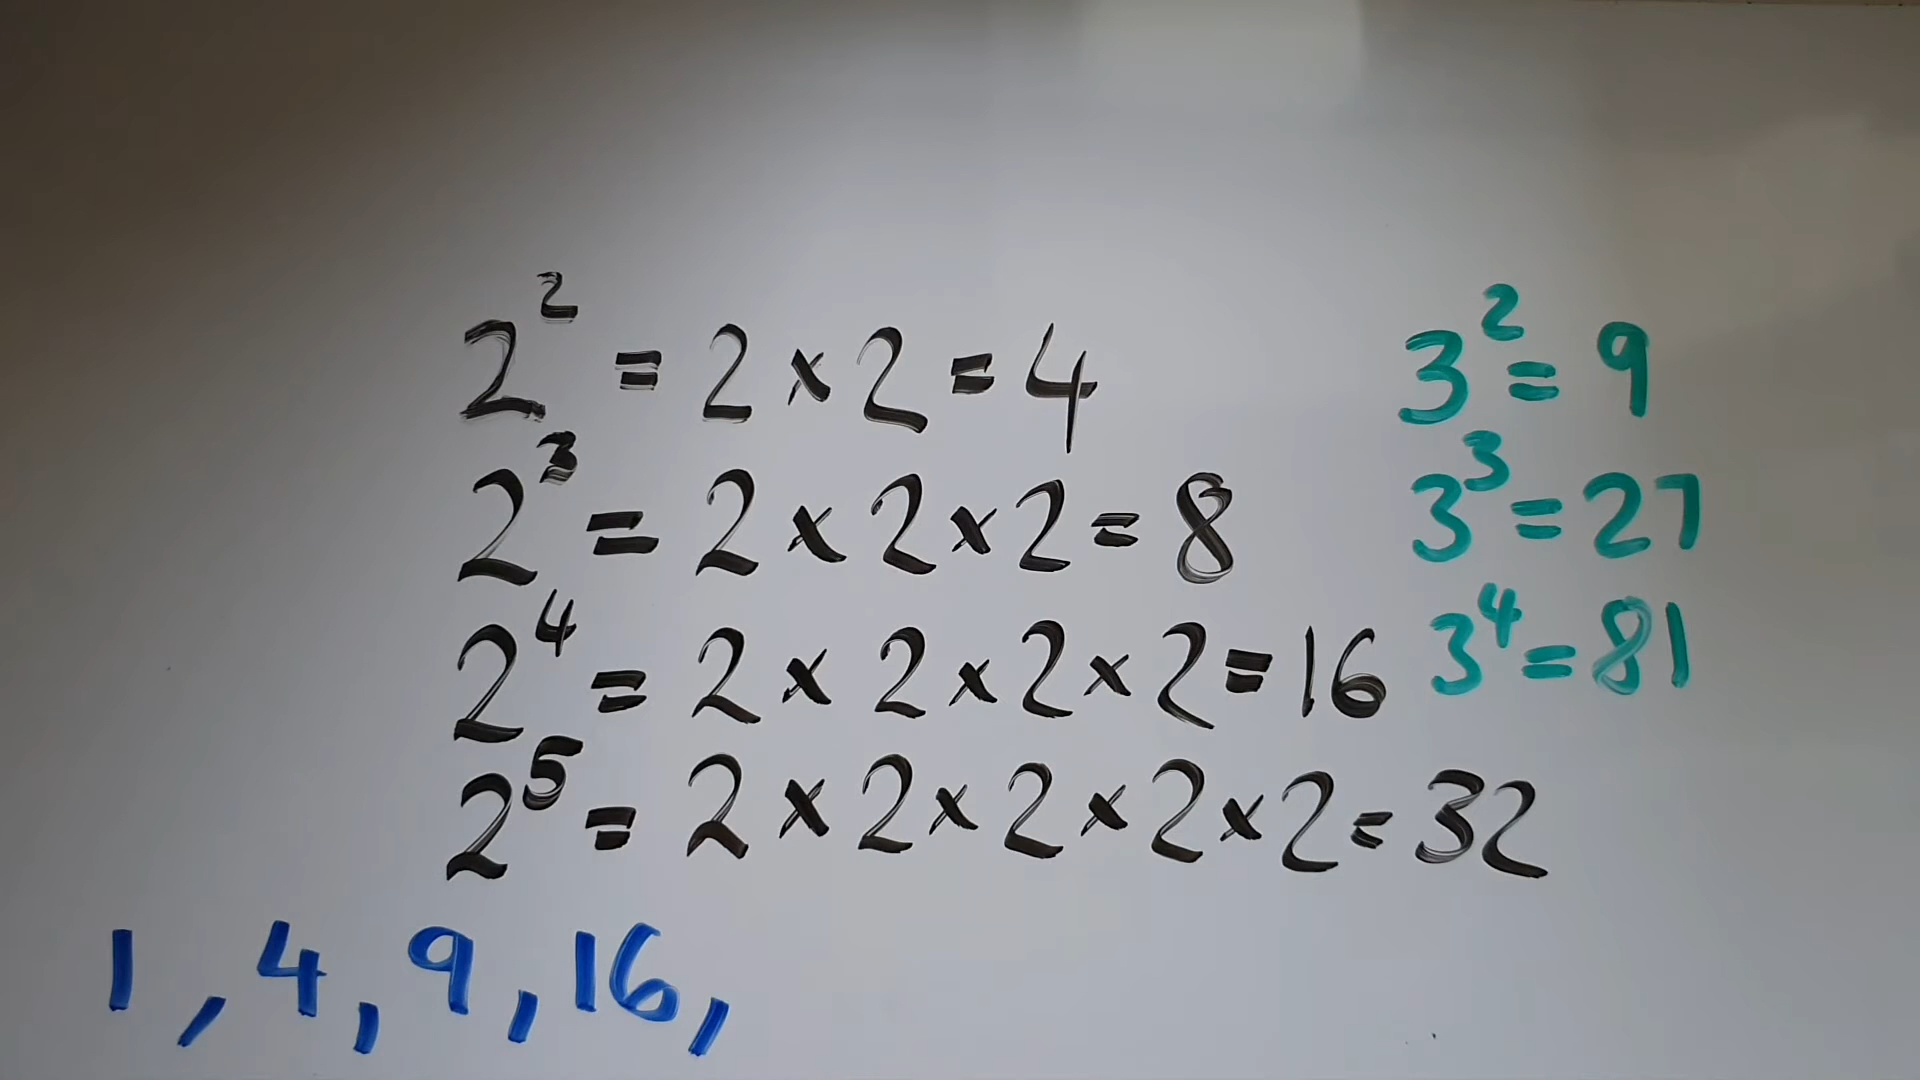 2² = 2 × 2 = 4
2³ = 2 × 2 × 2 = 8
2⁴ = 2 × 2 × 2 × 2 = 16
2⁵ = 2 × 2 × 2 × 2 × 2 = 32
3² = 9
3³ = 27
3⁴ = 81
1, 4, 9, 16,